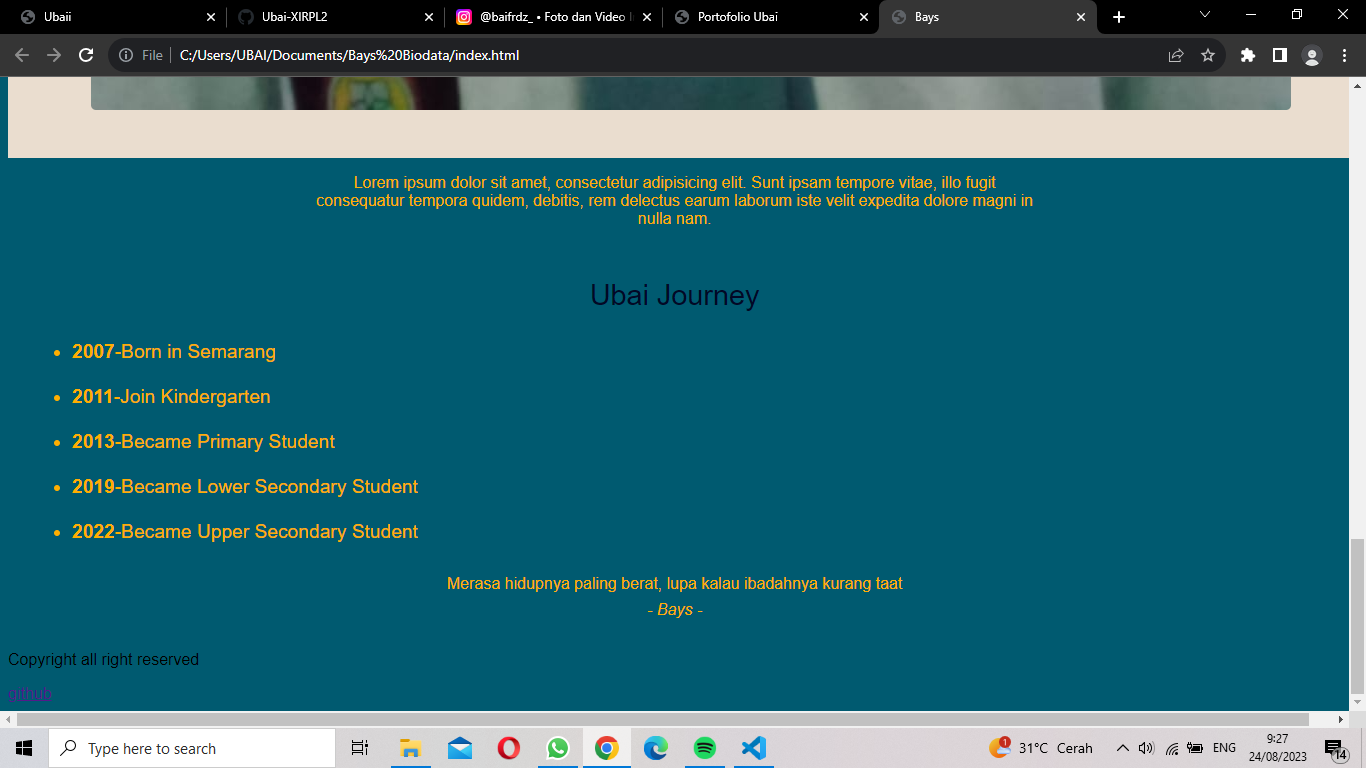 Ubaii
Ubai-XIRPL2
@baifrdz_ • Foto dan Video I
Portofolio Ubai
Bays
File
C:/Users/UBAI/Documents/Bays%20Biodata/index.html
Lorem ipsum dolor sit amet, consectetur adipisicing elit. Sunt ipsam tempore vitae, illo fugit
consequatur tempora quidem, debitis, rem delectus earum laborum iste velit expedita dolore magni in
nulla nam.
Ubai Journey
• 2007-Born in Semarang
• 2011-Join Kindergarten
• 2013-Became Primary Student
• 2019-Became Lower Secondary Student
• 2022-Became Upper Secondary Student
Merasa hidupnya paling berat, lupa kalau ibadahnya kurang taat
- Bays -
Copyright all right reserved
github
Type here to search
1
31°C Cerah
ENG
9:27
24/08/2023
14